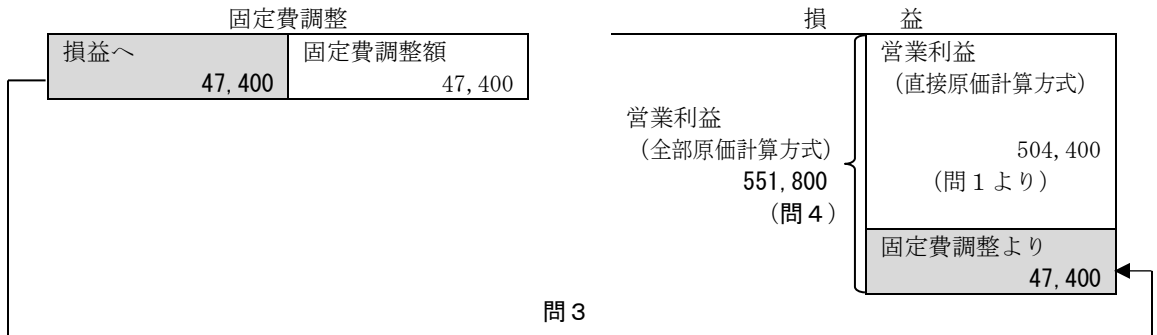 固定費調整
損益へ
47,400
固定費調整額
47,400
損　　　益
営業利益
(直接原価計算方式)
504,400
(問1より)
営業利益
(全部原価計算方式)
551,800
(問4)
固定費調整より
47,400
問3